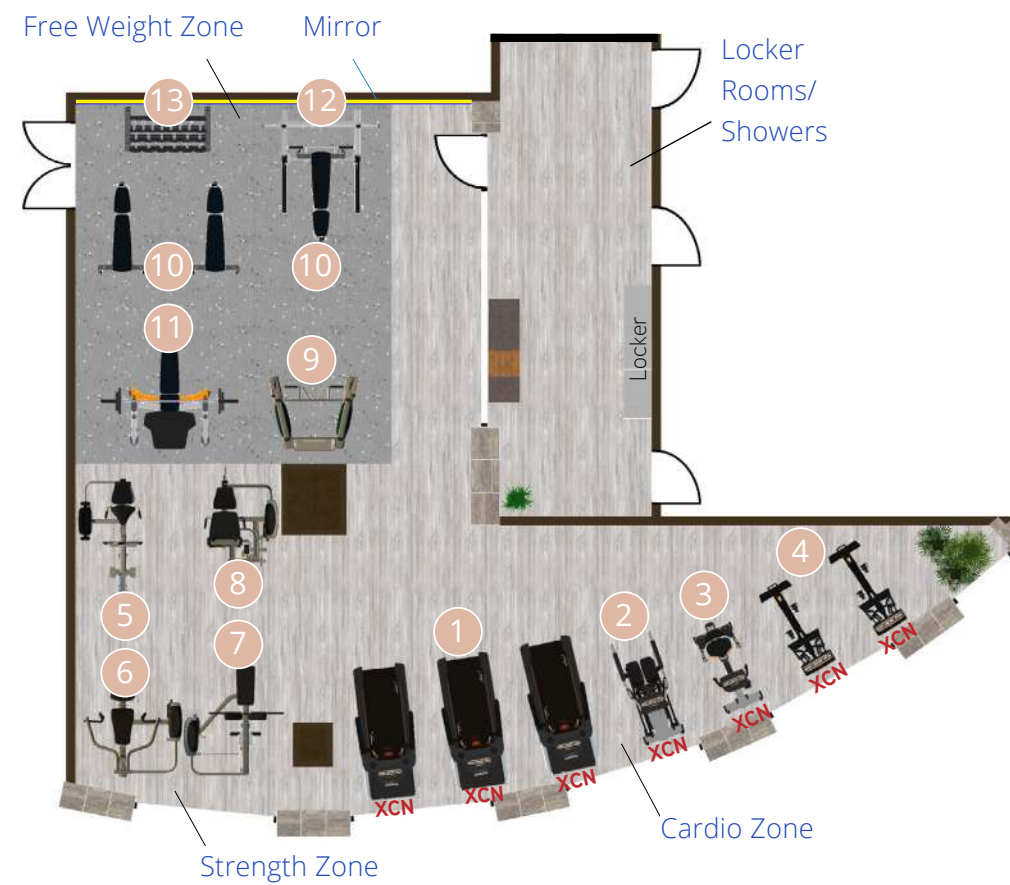 Free Weight Zone
Mirror
Locker
Rooms/
Showers
13
12
10
10
11
9
Locker
8
5
7
6
1
2
3
4
XCN
XCN
XCN
XCN
XCN
XCN
XCN
Cardio Zone
Strength Zone